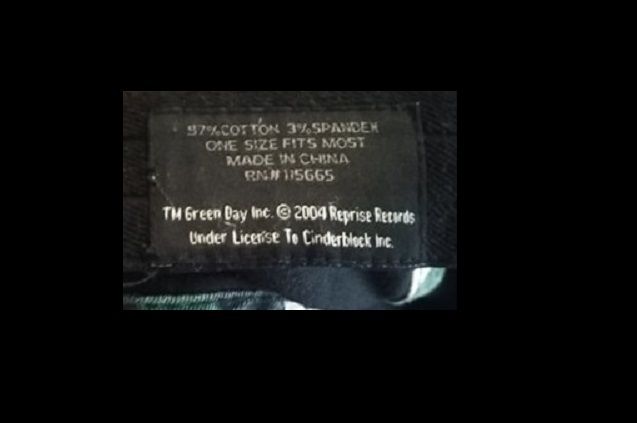 97% COTTON 3% SPANDEX
ONE SIZE FITS MOST
MADE IN CHINA
RN# 115665
TM Green Day Inc. © 2004 Reprise Records
Under License To Cinderblock Inc.